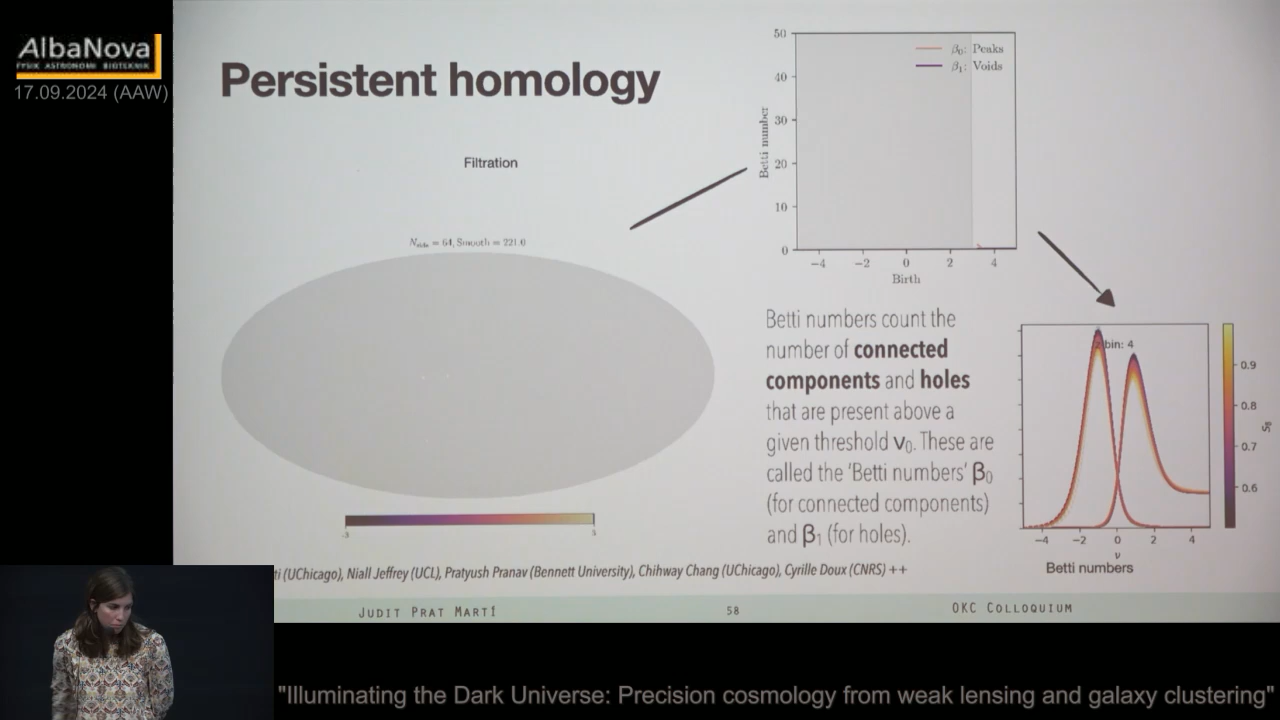 AlbaNova
FYSIK ASTRONOMI BIOTEKNIK
17.09.2024 (AAW)
Persistent homology
Filtration
Nside = 64, Smooth = 221.0
-3
3
50
40
30
20
10
0
Betti number
β0: Peaks
β1: Voids
−4 −2 0 2 4
Birth
Betti numbers count the
number of connected
components and holes
that are present above a
given threshold ν0. These are
called the 'Betti numbers' β0
(for connected components)
and β1 (for holes).
bin: 4
−4 −2 0 2 4
ν
Betti numbers
0.9
0.8
0.7
0.6
S8
(UChicago), Niall Jeffrey (UCL), Pratyush Pranav (Bennett University), Chihway Chang (UChicago), Cyrille Doux (CNRS) ++
Judit Prat Martí
58
OKC Colloquium
"Illuminating the Dark Universe: Precision cosmology from weak lensing and galaxy clustering"